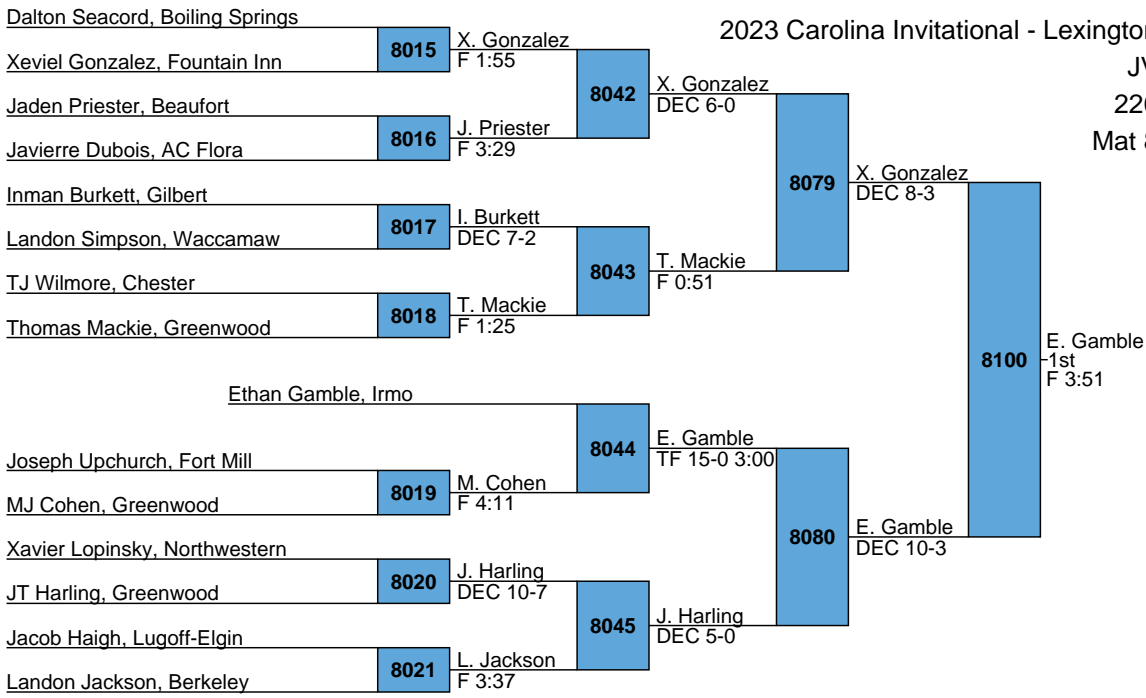 2023 Carolina Invitational - Lexington
JV
220
Mat 8
Dalton Seacord, Boiling Springs
Xeviel Gonzalez, Fountain Inn
Jaden Priester, Beaufort
Javierre Dubois, AC Flora
Inman Burkett, Gilbert
Landon Simpson, Waccamaw
TJ Wilmore, Chester
Thomas Mackie, Greenwood
Ethan Gamble, Irmo
Joseph Upchurch, Fort Mill
MJ Cohen, Greenwood
Xavier Lopinsky, Northwestern
JT Harling, Greenwood
Jacob Haigh, Lugoff-Elgin
Landon Jackson, Berkeley
8015
8016
8017
8018
8019
8020
8021
X. Gonzalez
F 1:55
J. Priester
F 3:29
I. Burkett
DEC 7-2
T. Mackie
F 1:25
M. Cohen
F 4:11
J. Harling
DEC 10-7
L. Jackson
F 3:37
8042
8043
8044
8045
X. Gonzalez
DEC 6-0
T. Mackie
F 0:51
E. Gamble
TF 15-0 3:00
J. Harling
DEC 5-0
8079
8080
X. Gonzalez
DEC 8-3
E. Gamble
DEC 10-3
8100
E. Gamble
1st
F 3:51